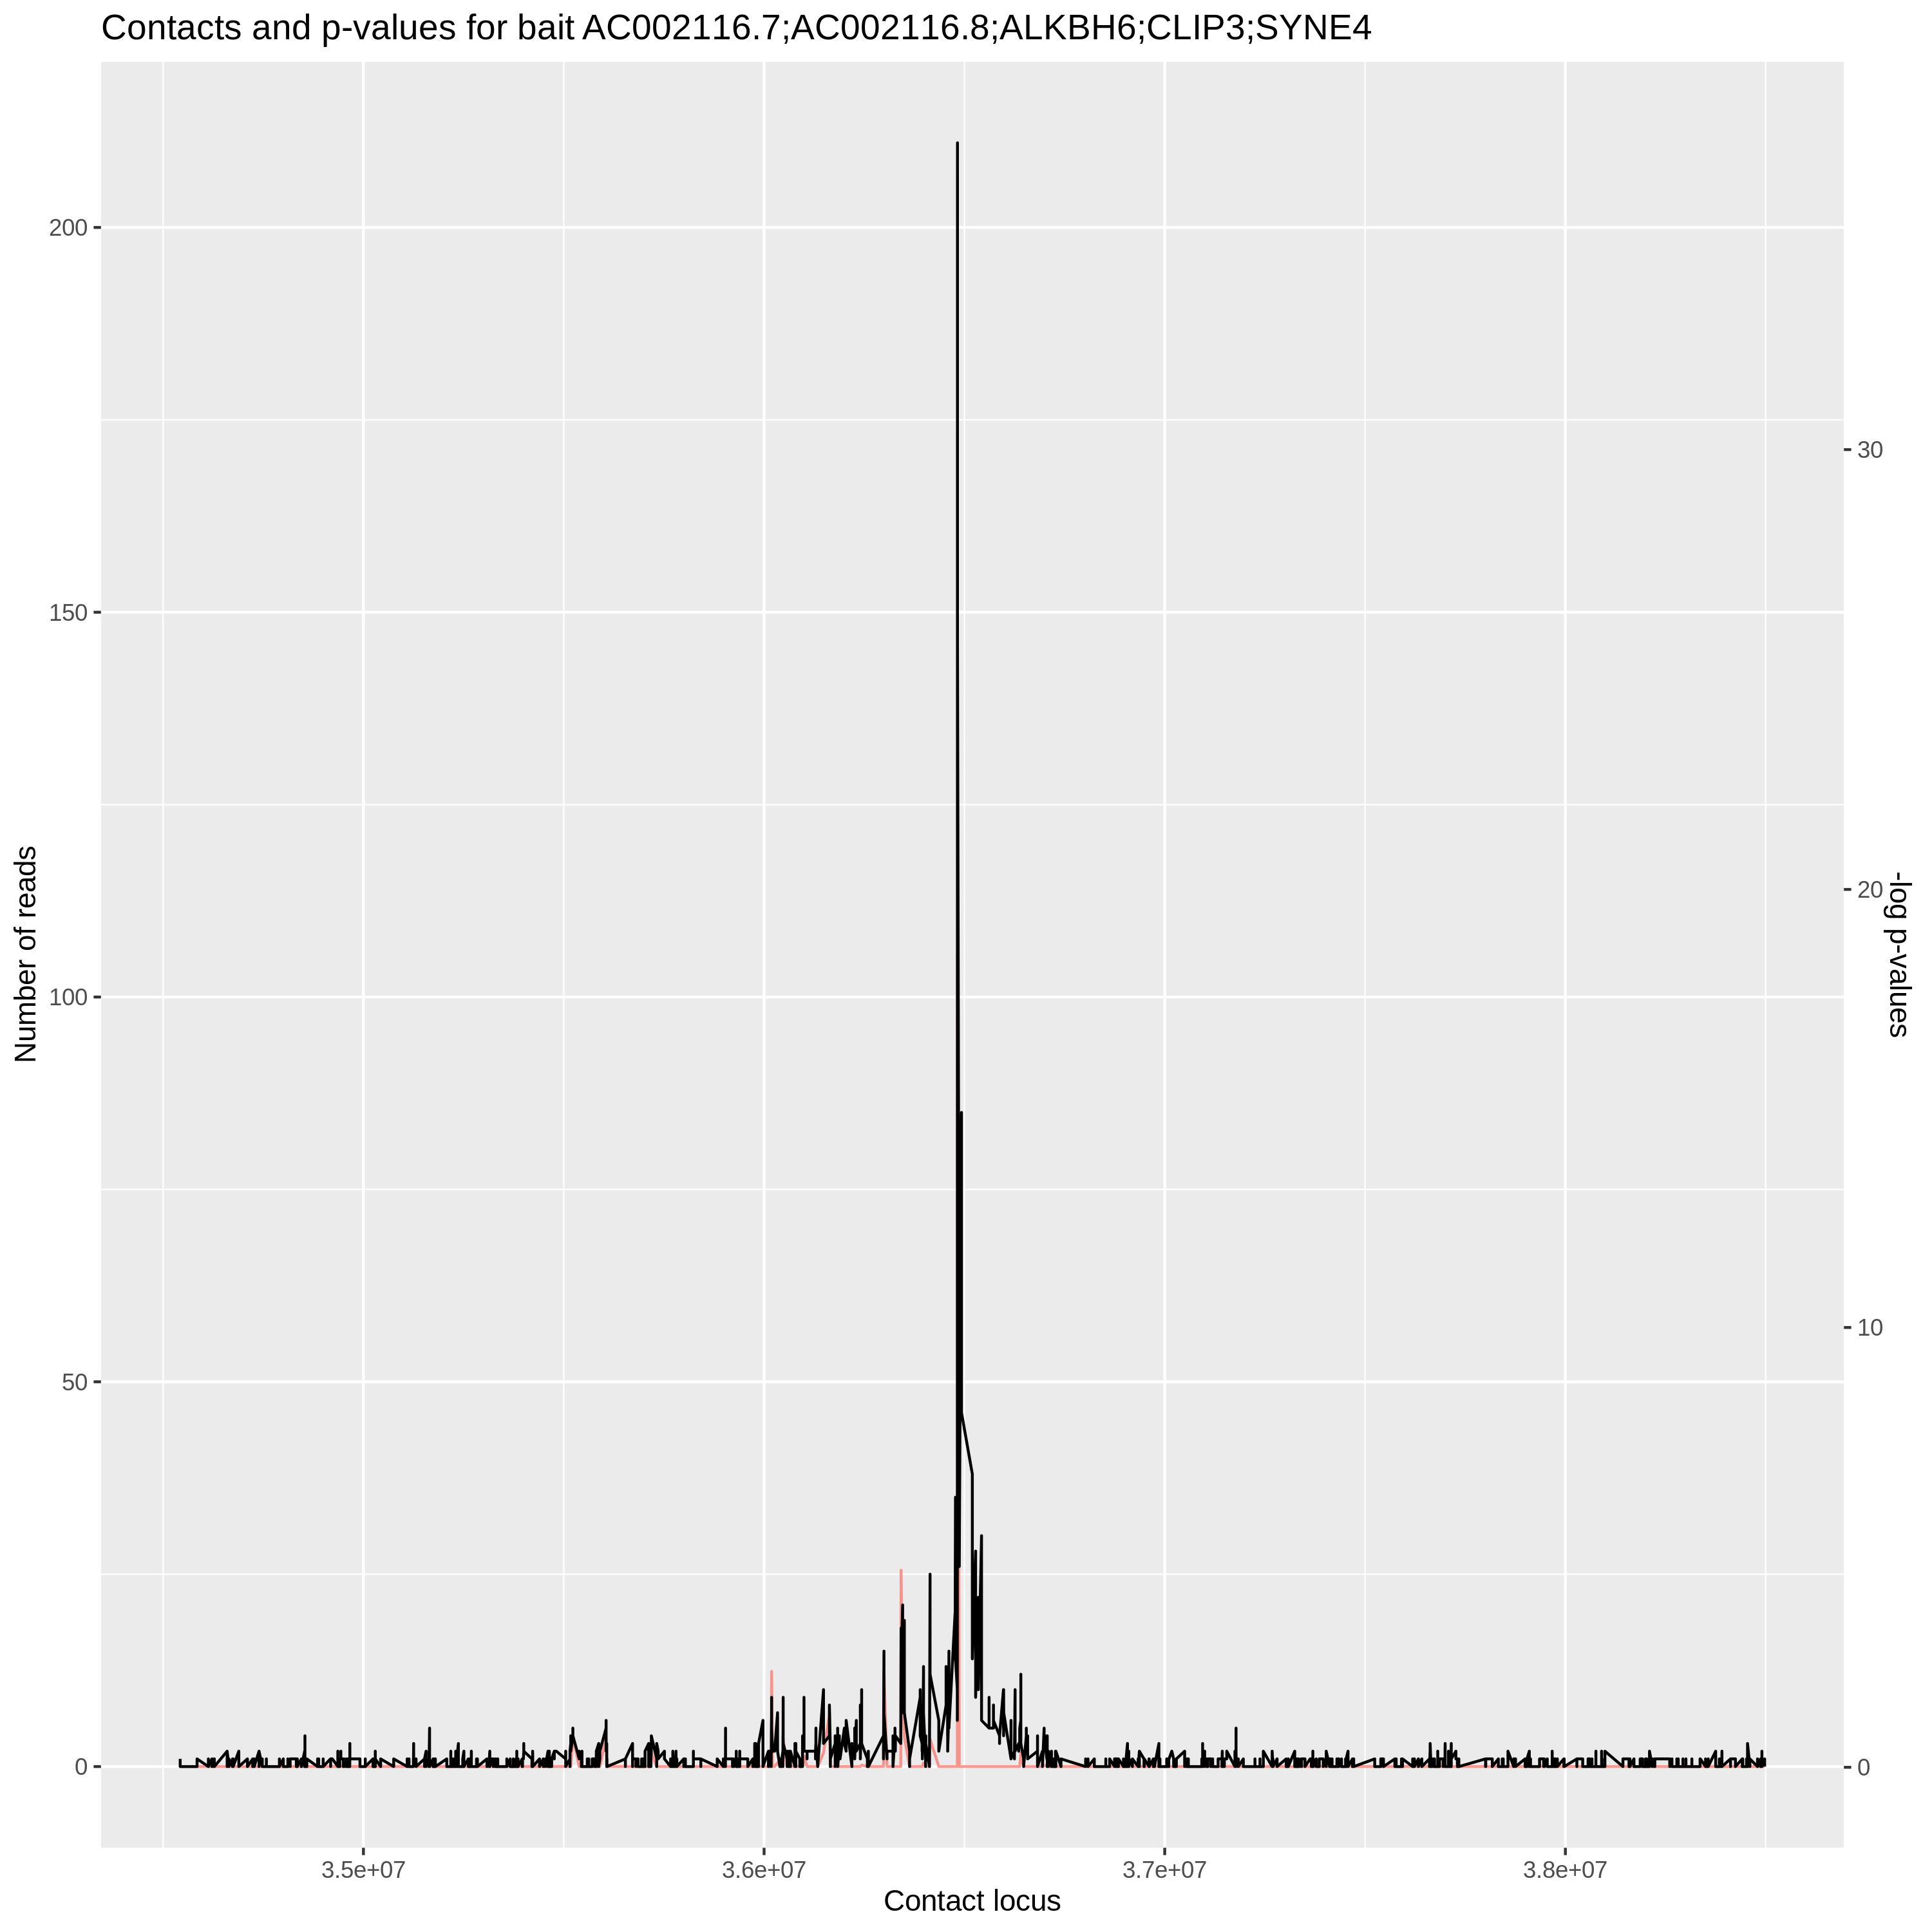 Contacts and p-values for bait AC002116.7;AC002116.8;ALKBH6;CLIP3;SYNE4
200
150
100
50
0
Number of reads
30
20
10
0
-log p-values
3.5e+07
3.6e+07
3.7e+07
3.8e+07
Contact locus